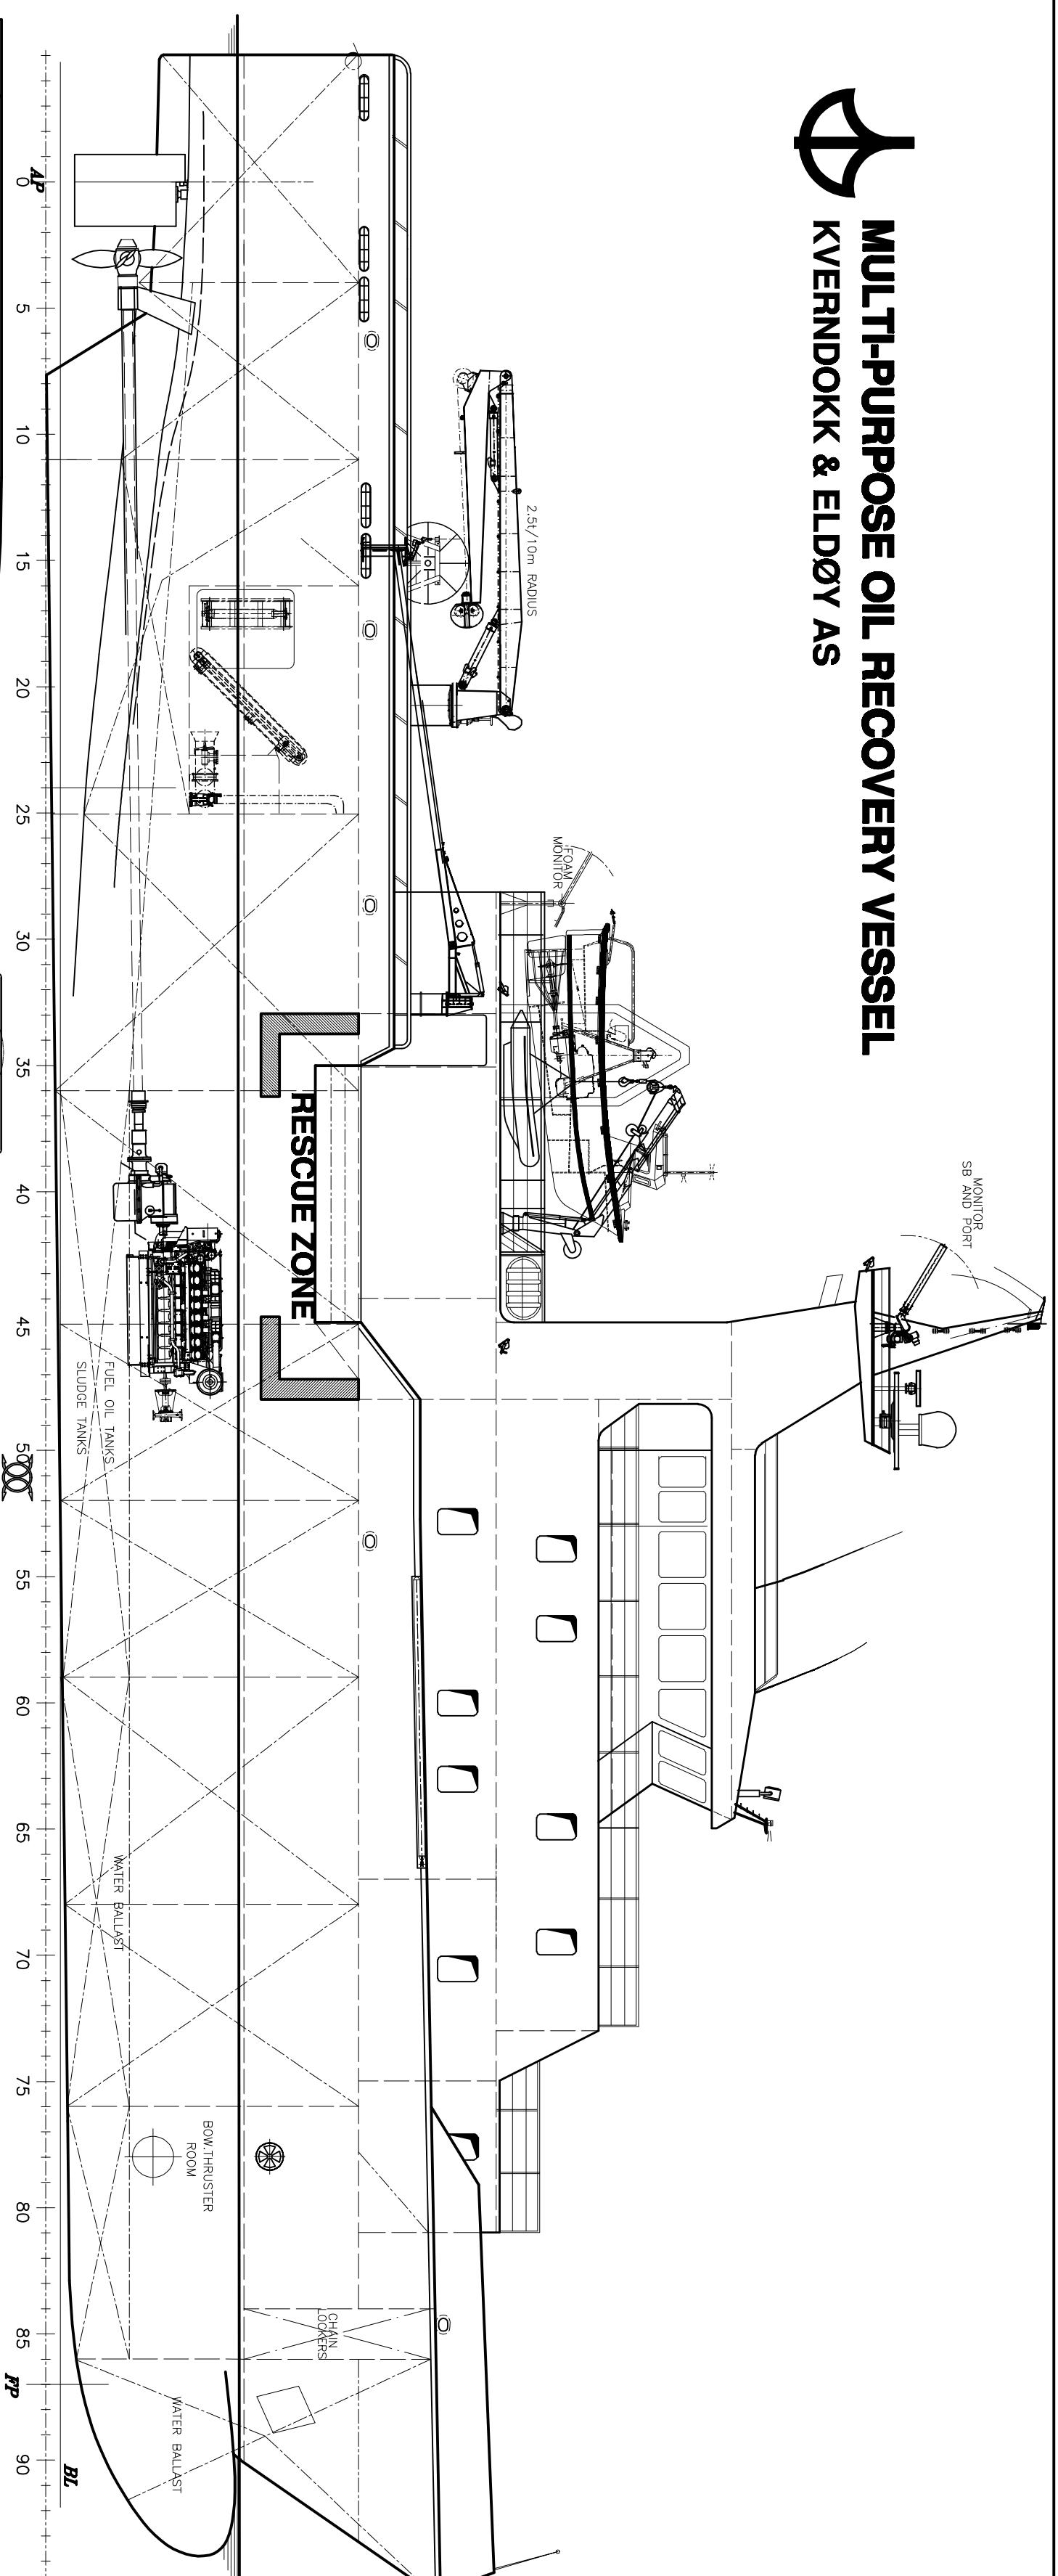 MULTI-PURPOSE OIL RECOVERY VESSEL
KVERNDOKK & ELDØY AS
MONITOR
SB AND PORT
FOAM
MONITOR
2.5t/10m RADIUS
RESCUE ZONE
CHAIN
LOCKERS
BOW.THRUSTER
ROOM
WATER BALLAST
WATER BALLAST
FUEL OIL TANKS
SLUDGE TANKS
BL
AP
FP
0 5 10 15 20 25 30 35 40 45 50 55 60 65 70 75 80 85 90